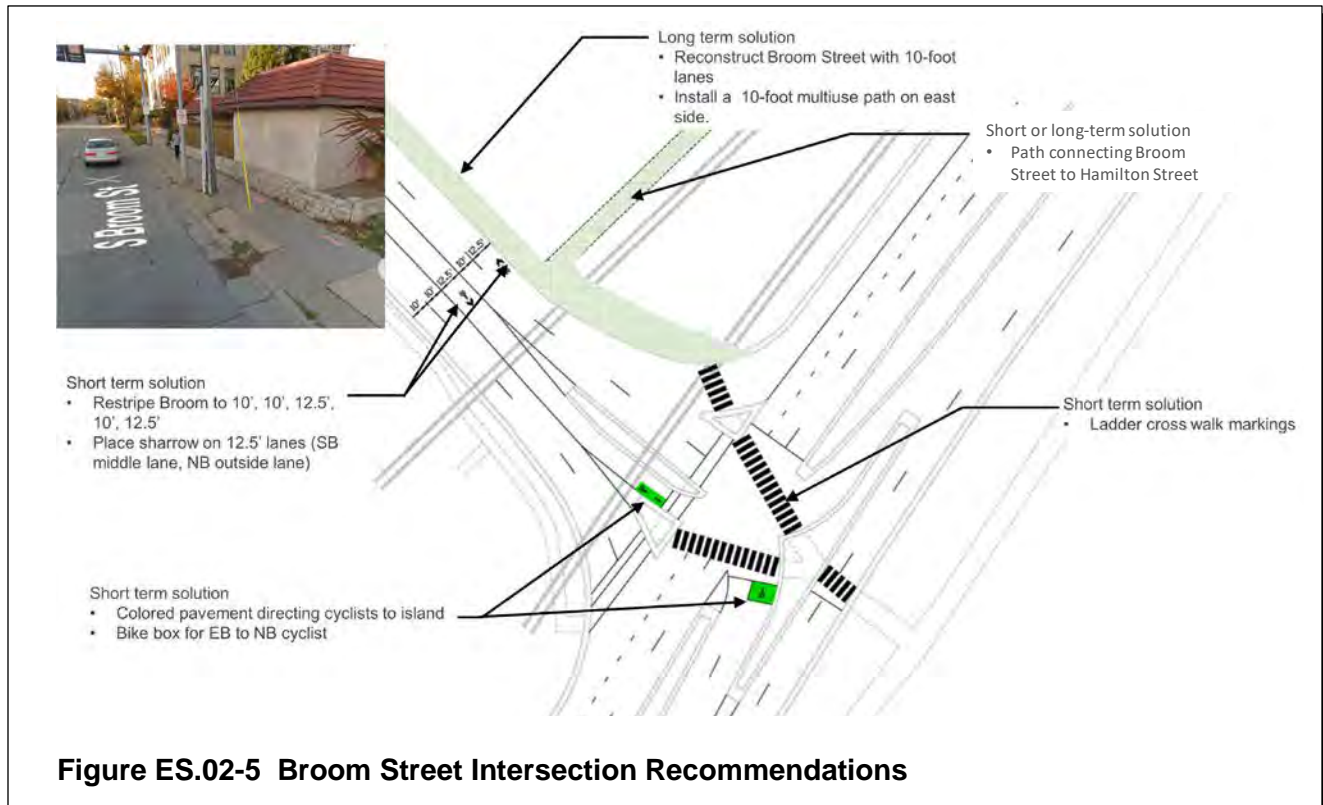 Long term solution
• Reconstruct Broom Street with 10-foot
lanes
• Install a 10-foot multiuse path on east
side.
Short or long-term solution
• Path connecting Broom
Street to Hamilton Street
S Broom St
10' 10' 12.5' 10' 12.5'
Short term solution
• Restripe Broom to 10', 10', 12.5',
10', 12.5'
• Place sharrow on 12.5' lanes (SB
middle lane, NB outside lane)
Short term solution
• Ladder cross walk markings
Short term solution
• Colored pavement directing cyclists to island
• Bike box for EB to NB cyclist
Figure ES.02-5 Broom Street Intersection Recommendations